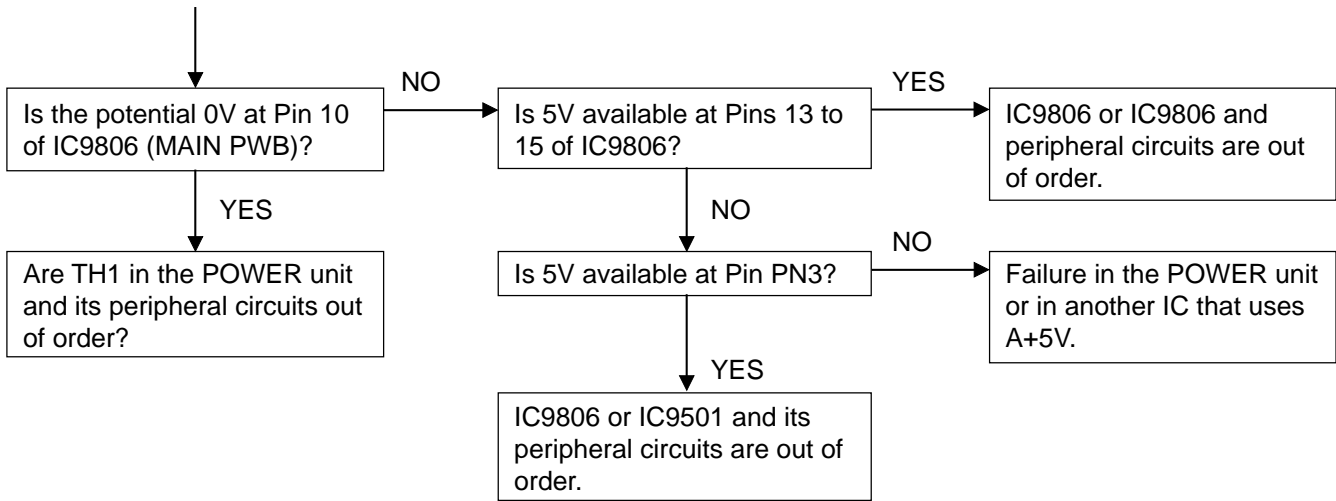 Is the potential 0V at Pin 10
of IC9806 (MAIN PWB)?
NO
Is 5V available at Pins 13 to
15 of IC9806?
YES
IC9806 or IC9806 and
peripheral circuits are out
of order.
YES
Are TH1 in the POWER unit
and its peripheral circuits out
of order?
NO
Is 5V available at Pin PN3?
NO
Failure in the POWER unit
or in another IC that uses
A+5V.
YES
IC9806 or IC9501 and its
peripheral circuits are out of
order.